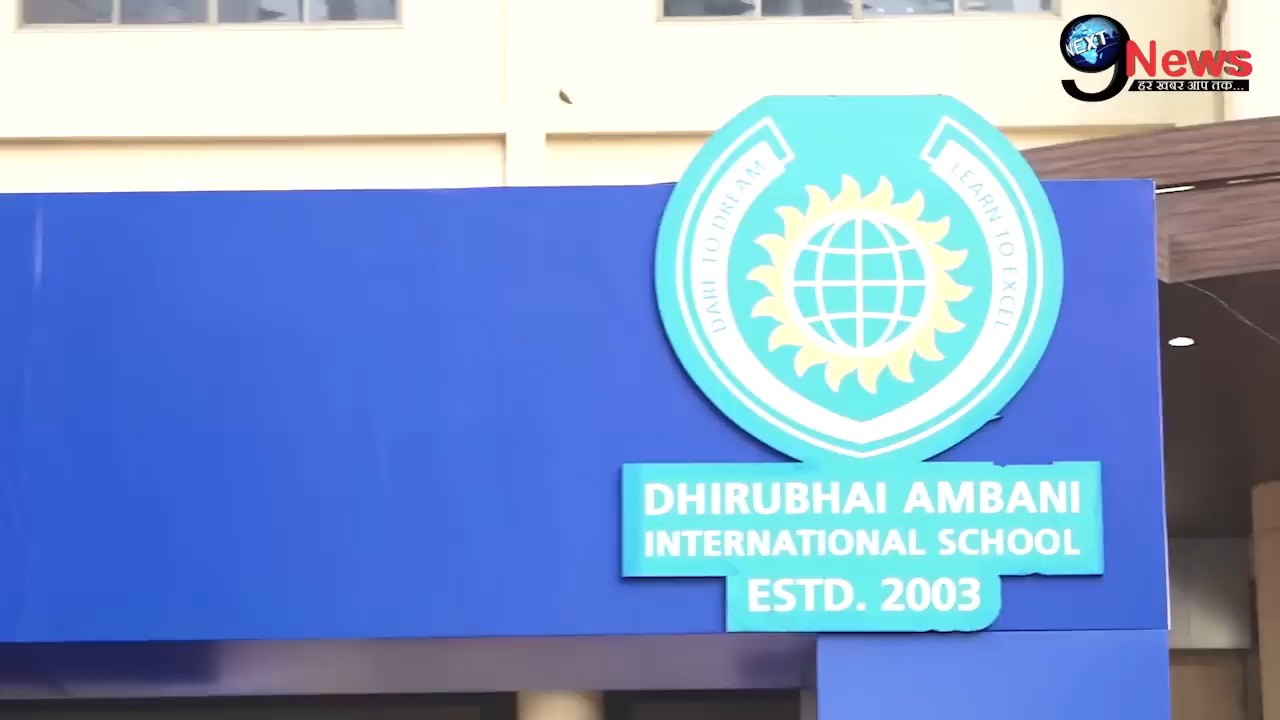 NEXT
9 News
हर खबर आप तक...
DARE TO DREAM
LEARN TO EXCEL
DHIRUBHAI AMBANI
INTERNATIONAL SCHOOL
ESTD. 2003